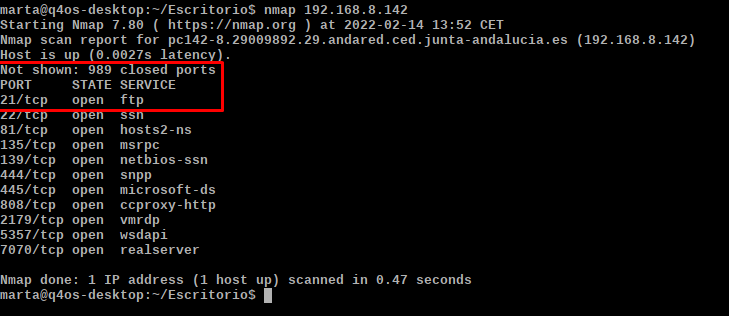 marta@q4os-desktop:~/Escritorio$ nmap 192.168.8.142
Starting Nmap 7.80 ( https://nmap.org ) at 2022-02-14 13:52 CET
Nmap scan report for pc142-8.29009892.29.andared.ced.junta-andalucia.es (192.168.8.142)
Host is up (0.0027s latency).
Not shown: 989 closed ports
PORT     STATE SERVICE
21/tcp   open  ftp
22/tcp   open  ssh
81/tcp   open  hosts2-ns
135/tcp  open  msrpc
139/tcp  open  netbios-ssn
444/tcp  open  snpp
445/tcp  open  microsoft-ds
808/tcp  open  ccproxy-http
2179/tcp open  vmrdp
5357/tcp open  wsdapi
7070/tcp open  realserver
Nmap done: 1 IP address (1 host up) scanned in 0.47 seconds
marta@q4os-desktop:~/Escritorio$